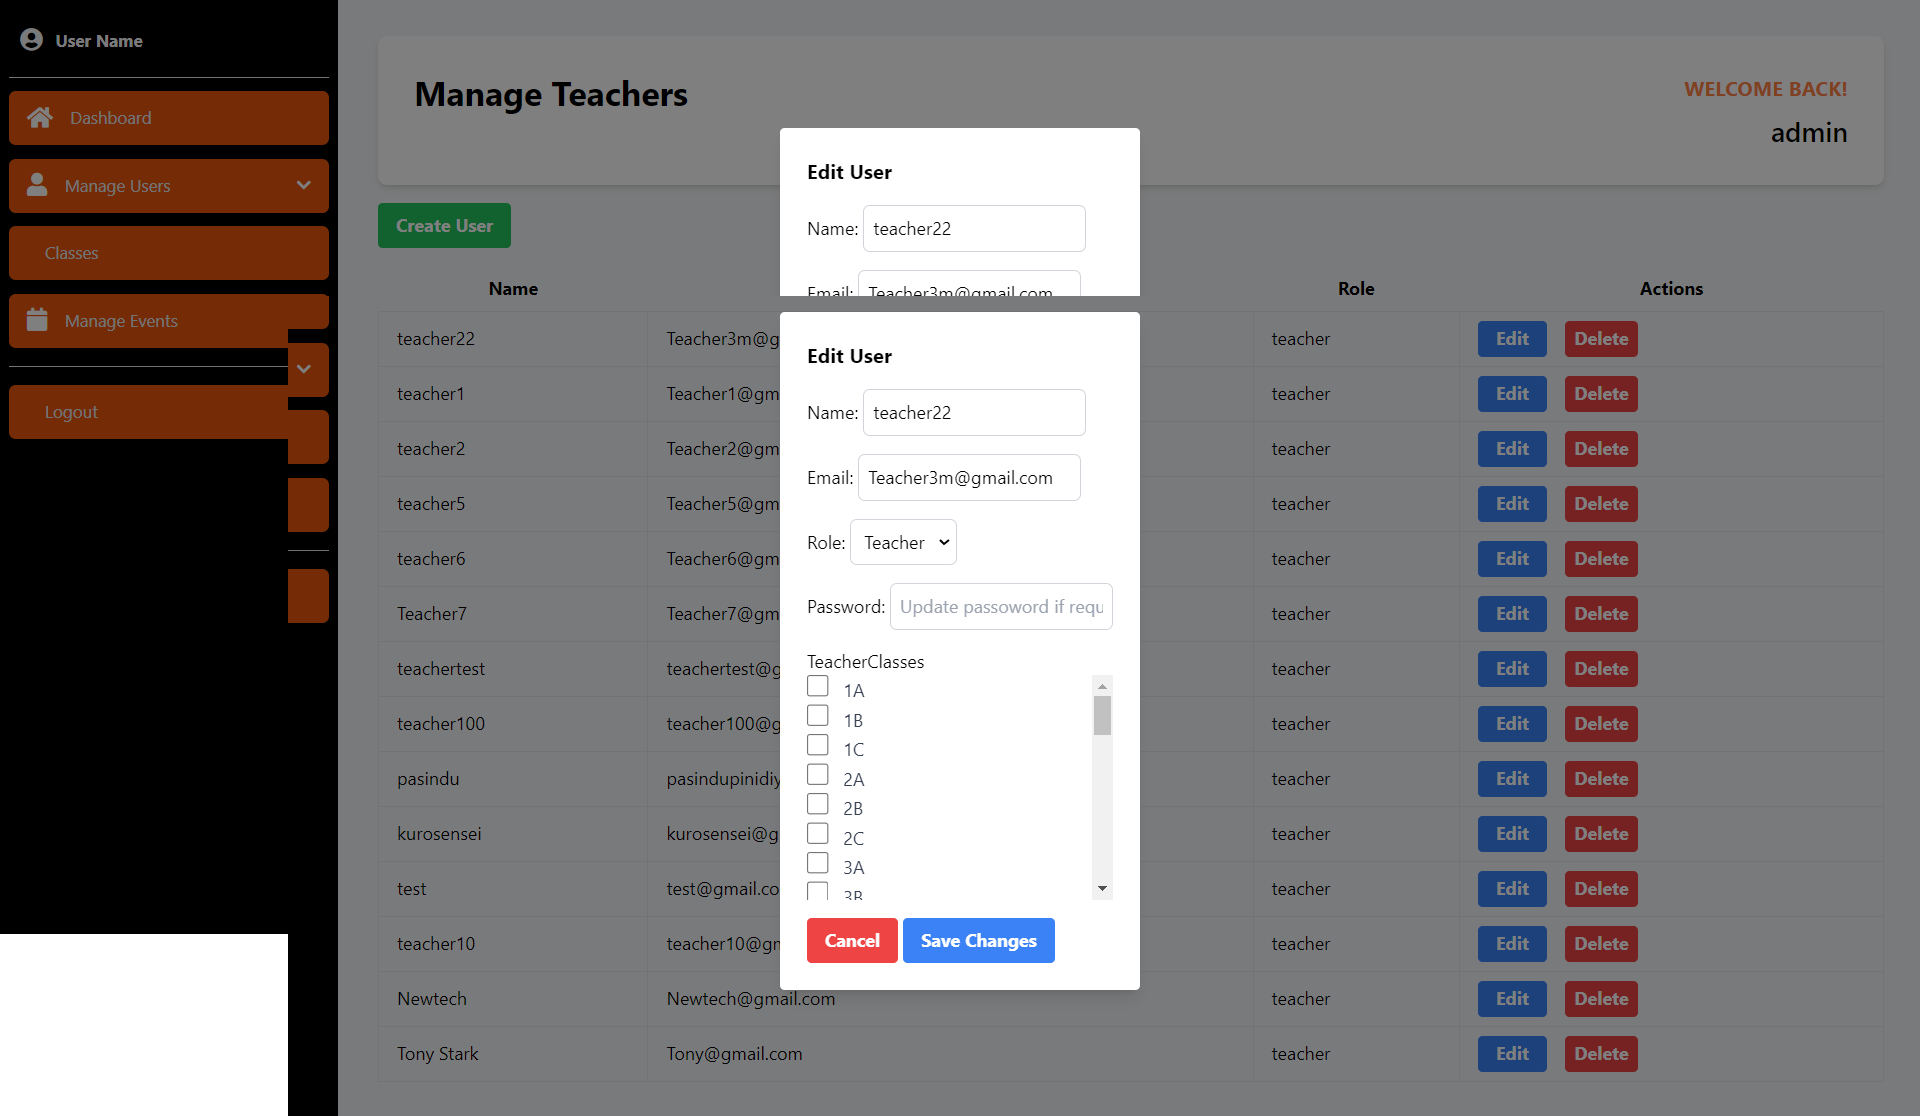 User Name
Dashboard
Manage Users
Classes
Manage Events
Logout
Manage Teachers
WELCOME BACK!
admin
Create User
Edit User
Name: teacher22
Email: Teacher3m@gmail.com
Name Role Actions
Edit User
Name: teacher22
Email: Teacher3m@gmail.com
Role: Teacher
Password: Update passoword if requ
TeacherClasses
1A
1B
1C
2A
2B
2C
3A
3B
Cancel Save Changes
teacher22 Teacher3m@g teacher Edit Delete
teacher1 Teacher1@gm teacher Edit Delete
teacher2 Teacher2@gm teacher Edit Delete
teacher5 Teacher5@gm teacher Edit Delete
teacher6 Teacher6@gm teacher Edit Delete
Teacher7 Teacher7@gm teacher Edit Delete
teachertest teachertest@g teacher Edit Delete
teacher100 teacher100@g teacher Edit Delete
pasindu pasindupinidiy teacher Edit Delete
kurosensei kurosensei@g teacher Edit Delete
test test@gmail.co teacher Edit Delete
teacher10 teacher10@gm teacher Edit Delete
Newtech Newtech@gmail.com teacher Edit Delete
Tony Stark Tony@gmail.com teacher Edit Delete